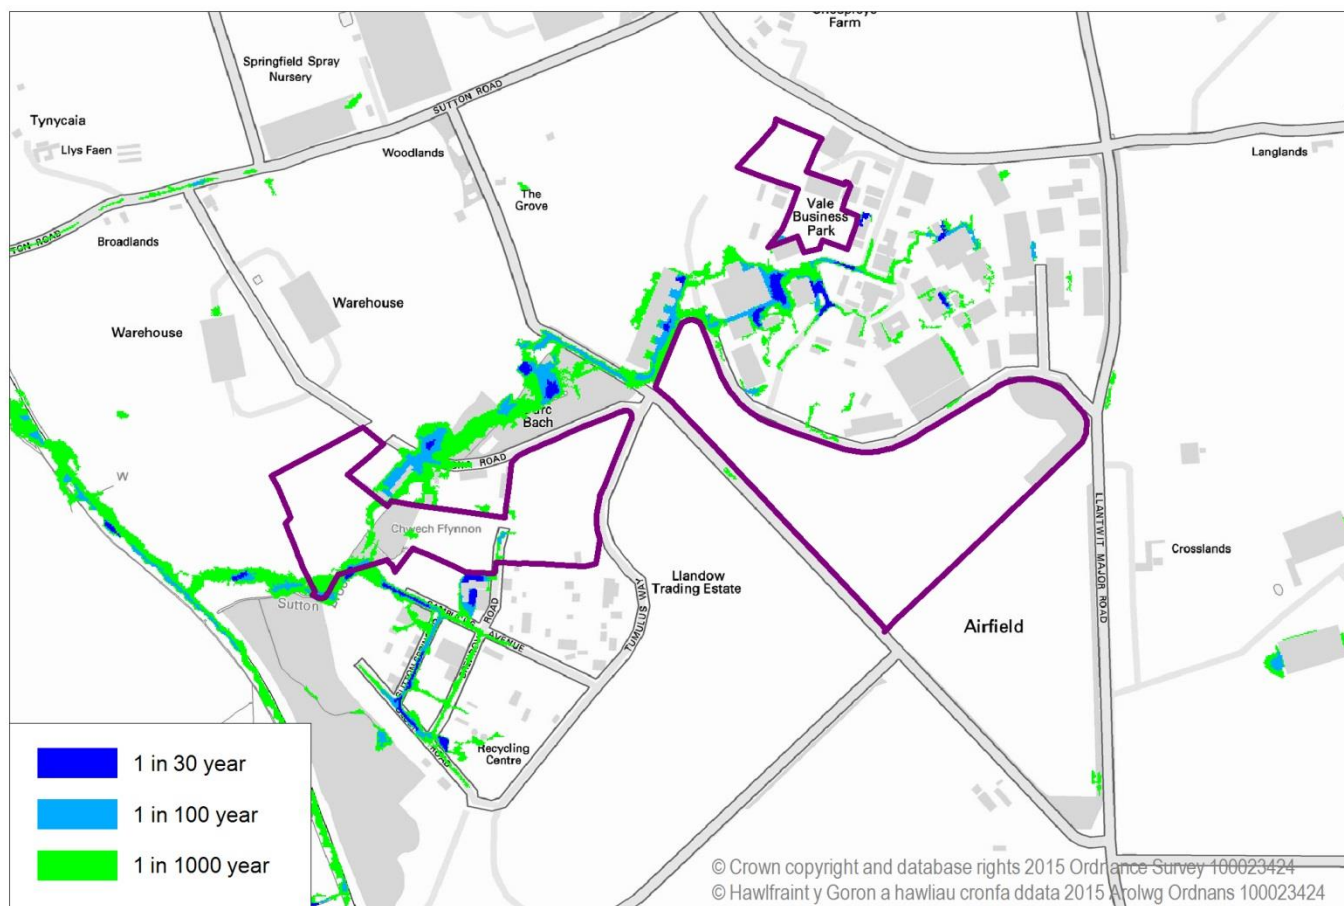 Farm
Springfield Spray
Nursery
SUTTON ROAD
Tynycaia
Llys Faen
Woodlands
Langlands
The
Grove
Vale
Business
Park
TON ROAD
Broadlands
Warehouse
Warehouse
Parc
Bach
ROAD
W
Chwech Ffynnon
LLANTWIT MAJOR ROAD
Crosslands
Llandow
Trading Estate
TUMULUS WAY
Sutton
AVENUE
ROAD
Airfield
Recycling
Centre
ROAD
1 in 30 year
1 in 100 year
1 in 1000 year
© Crown copyright and database rights 2015 Ordnance Survey 100023424
© Hawlfraint y Goron a hawliau cronfa ddata 2015 Arolwg Ordnans 100023424